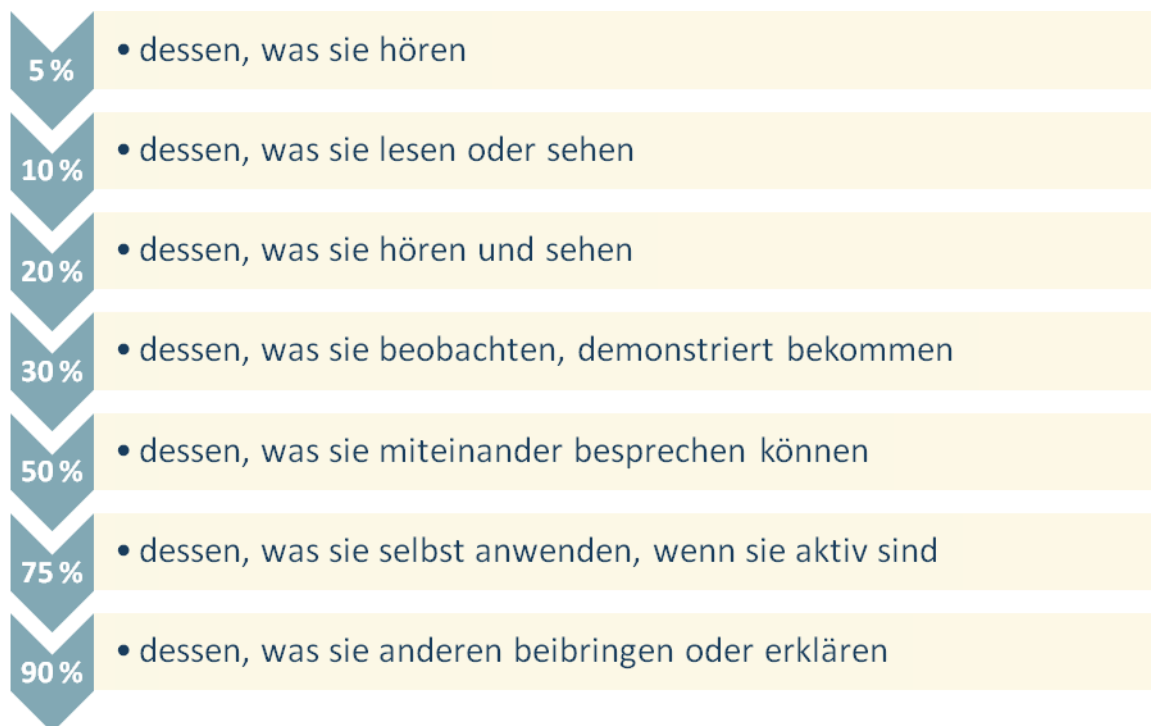 5 % • dessen, was sie hören
10 % • dessen, was sie lesen oder sehen
20 % • dessen, was sie hören und sehen
30 % • dessen, was sie beobachten, demonstriert bekommen
50 % • dessen, was sie miteinander besprechen können
75 % • dessen, was sie selbst anwenden, wenn sie aktiv sind
90 % • dessen, was sie anderen beibringen oder erklären